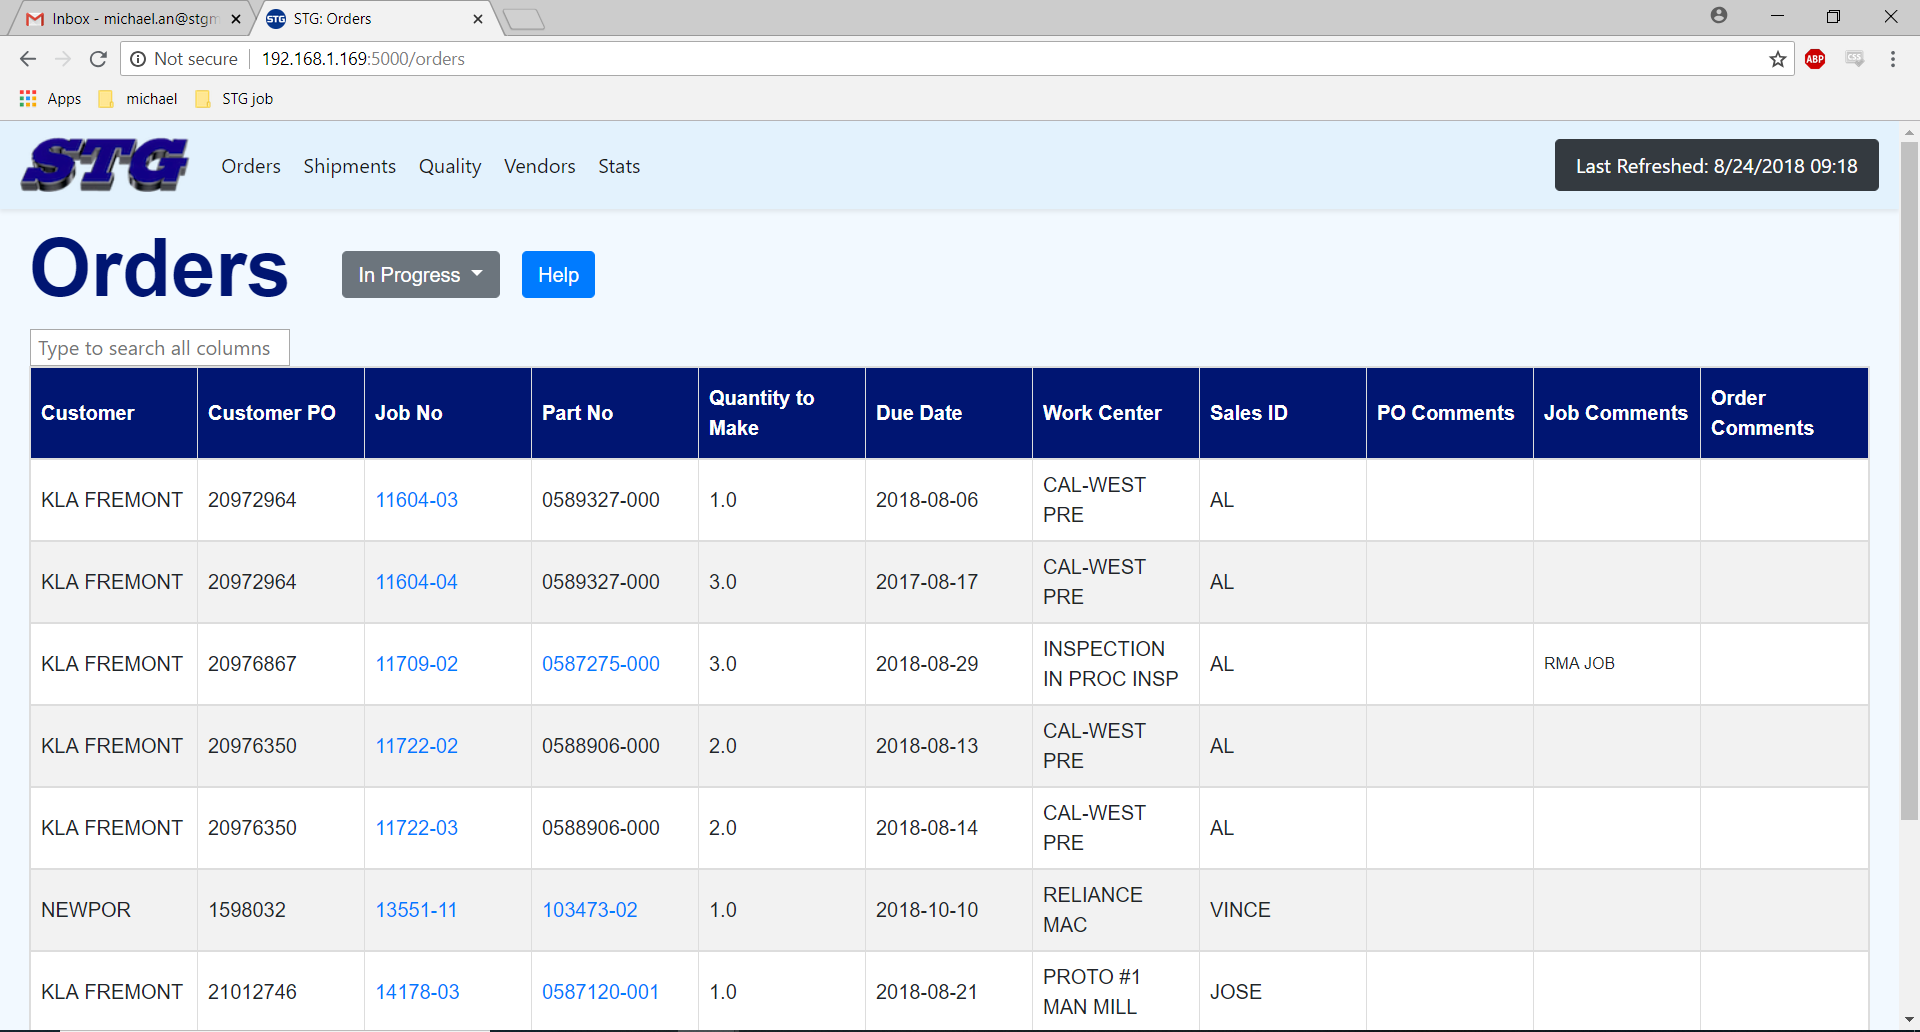 Inbox - michael.an@stgm
STG STG: Orders
Not secure 192.168.1.169:5000/orders
ABP CSS
Apps michael STG job
STG Orders Shipments Quality Vendors Stats Last Refreshed: 8/24/2018 09:18
Orders In Progress Help
Type to search all columns
Customer Customer PO Job No Part No Quantity to Make Due Date Work Center Sales ID PO Comments Job Comments Order Comments
KLA FREMONT 20972964 11604-03 0589327-000 1.0 2018-08-06 CAL-WEST PRE AL
KLA FREMONT 20972964 11604-04 0589327-000 3.0 2017-08-17 CAL-WEST PRE AL
KLA FREMONT 20976867 11709-02 0587275-000 3.0 2018-08-29 INSPECTION IN PROC INSP AL RMA JOB
KLA FREMONT 20976350 11722-02 0588906-000 2.0 2018-08-13 CAL-WEST PRE AL
KLA FREMONT 20976350 11722-03 0588906-000 2.0 2018-08-14 CAL-WEST PRE AL
NEWPOR 1598032 13551-11 103473-02 1.0 2018-10-10 RELIANCE MAC VINCE
KLA FREMONT 21012746 14178-03 0587120-001 1.0 2018-08-21 PROTO #1 MAN MILL JOSE